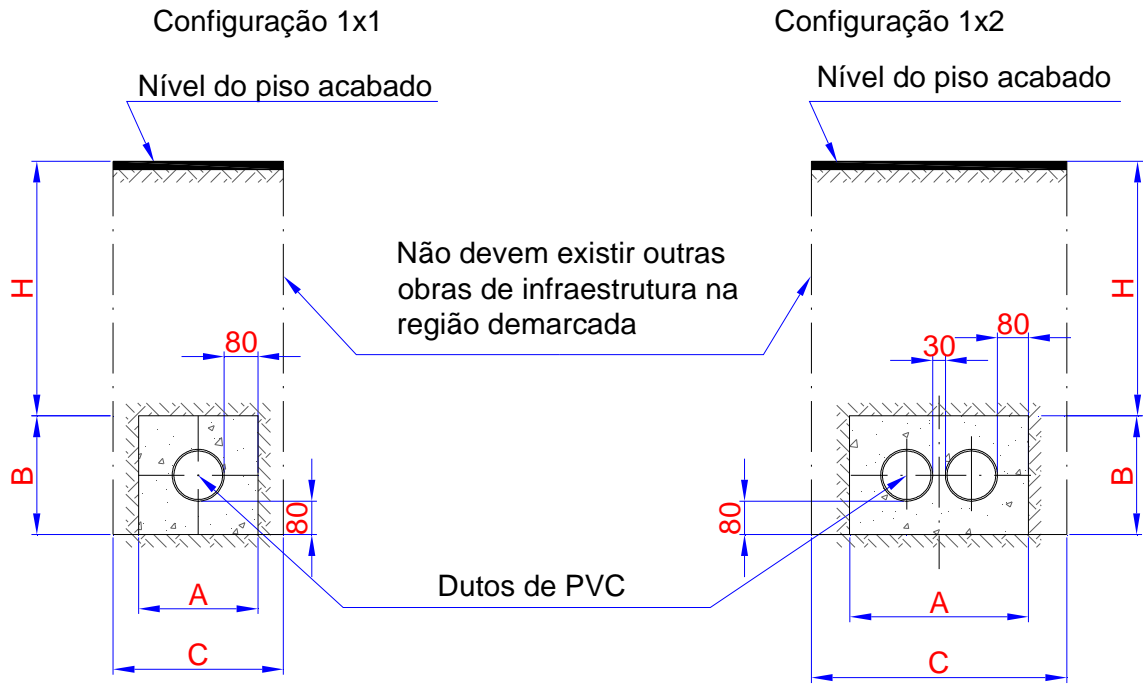 Configuração 1x1
Configuração 1x2
Nível do piso acabado
Nível do piso acabado
H
H
Não devem existir outras
obras de infraestrutura na
região demarcada
80
30
80
B
B
80
80
Dutos de PVC
A
A
C
C